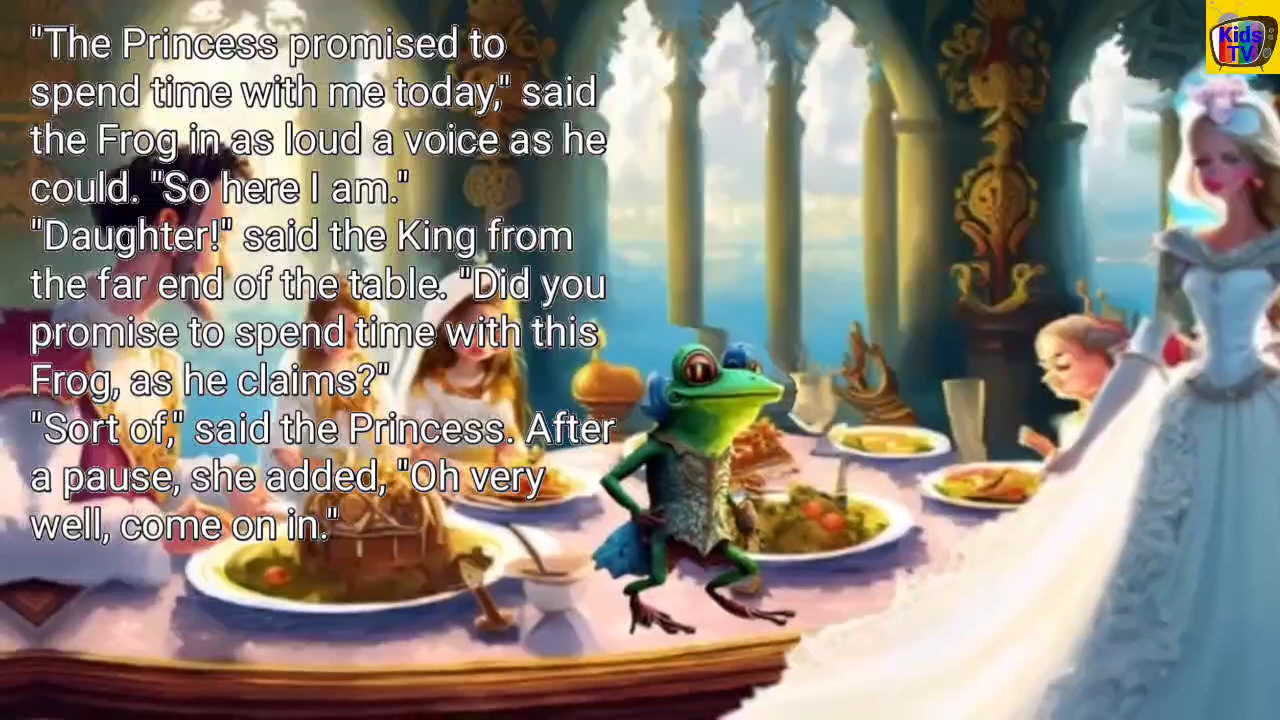 "The Princess promised to
spend time with me today," said
the Frog in as loud a voice as he
could. "So here I am."
"Daughter!" said the King from
the far end of the table. "Did you
promise to spend time with this
Frog, as he claims?"
"Sort of," said the Princess. After
a pause, she added, "Oh very
well, come on in."
Kids
TV